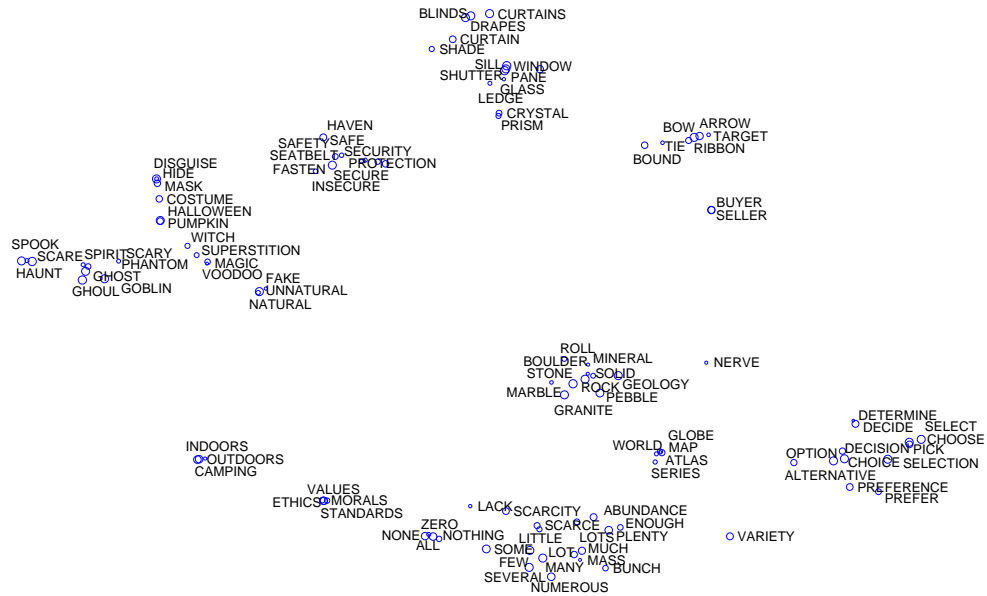 BLINDS
CURTAINS
DRAPES
CURTAIN
SHADE
SILL
WINDOW
SHUTTER
PANE
GLASS
LEDGE
CRYSTAL
PRISM
HAVEN
SAFETY
SAFE
SEATBELT
SECURITY
PROTECTION
FASTEN
SECURE
INSECURE
BOW
ARROW
TARGET
TIE
RIBBON
BOUND
DISGUISE
HIDE
MASK
COSTUME
HALLOWEEN
PUMPKIN
BUYER
SELLER
WITCH
SUPERSTITION
SPOOK
SCARE
SPIRIT
SCARY
PHANTOM
MAGIC
HAUNT
GHOST
VOODOO
GHOUL
GOBLIN
FAKE
UNNATURAL
NATURAL
ROLL
BOULDER
MINERAL
NERVE
STONE
SOLID
MARBLE
ROCK
GEOLOGY
PEBBLE
GRANITE
DETERMINE
DECIDE
SELECT
CHOOSE
GLOBE
WORLD
MAP
ATLAS
SERIES
OPTION
DECISION
PICK
CHOICE
SELECTION
ALTERNATIVE
PREFERENCE
PREFER
INDOORS
OUTDOORS
CAMPING
VALUES
ETHICS
MORALS
STANDARDS
LACK
SCARCITY
ABUNDANCE
ZERO
SCARCE
ENOUGH
NONE
NOTHING
LITTLE
LOTS
PLENTY
VARIETY
ALL
SOME
LOT
MUCH
FEW
MANY
MASS
BUNCH
SEVERAL
NUMEROUS